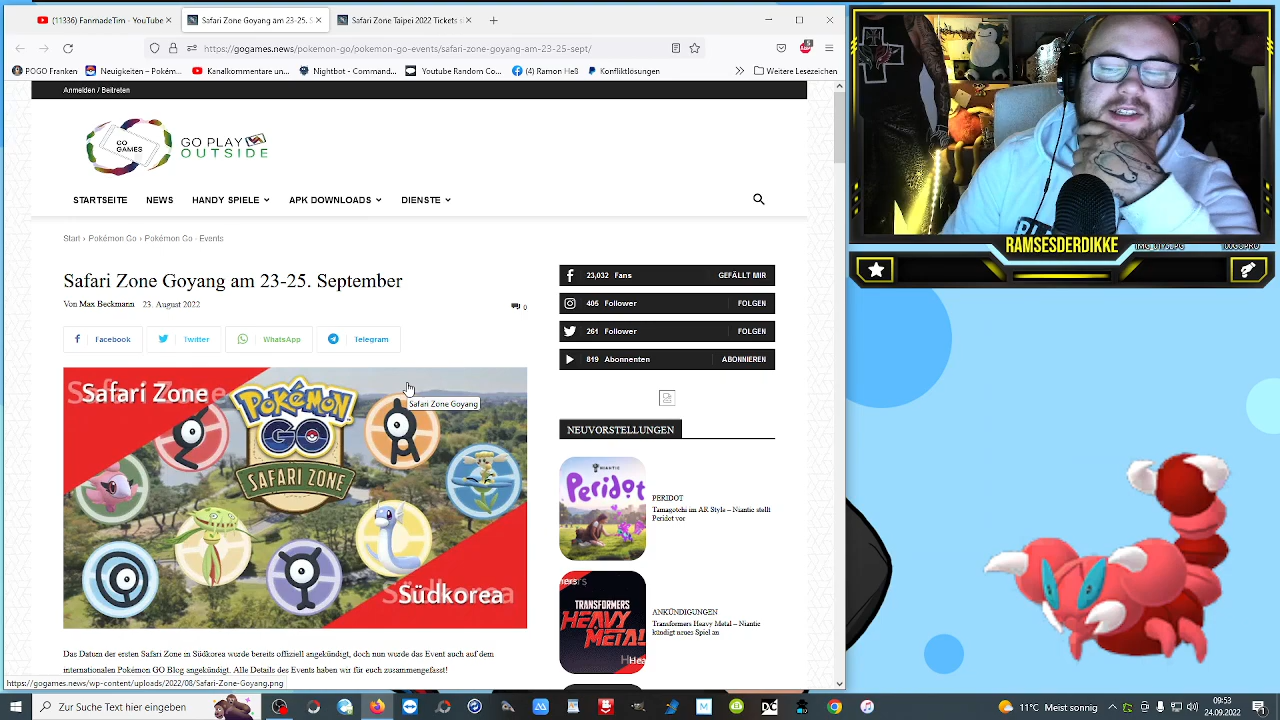 (1336) YouTube
Safari Zone Goyang am 23-25. S
Safari Zone Taipei 2022 Tickets s
https://gogames.news/pokemon-go/pokemon-go-events/safari-zone-goyang-am-23-25-sept/
POGO Franken
Neuigkeiten - Pokém...
Kanalkommentare un...
Nightbot - Comman...
Youtube Random Co...
(4) Ramon Heß
Konfliktlösungen
Weitere Lesezeichen
Anmelden / Beitreten
GO GAMES
GO PLAY OUTSIDE
STARTSEITE NEWS HANDY SPIELE APP DOWNLOADS DIENSTE
Start › Pokémon Go › Pokémon Go - Events
Safari Zone Goyang am 23-25. September
Von Max Beckmann - 23. August 2022
0
Facebook Twitter WhatsApp Telegram
23,032 Fans GEFÄLLT MIR
405 Follower FOLGEN
261 Follower FOLGEN
819 Abonnenten ABONNIEREN
Safari Zone
POKÉMON GO
SAFARI ZONE
Südkorea
Safari Zone Goyang
NEUVORSTELLUNGEN
NIANTIC
Peridot
PERIDOT
Tamagotchi im AR Style – Niantic stellt
Peridot vor
TRANSFORMERS
HEAVY
METAL
ANKÜNDIGUNGEN
Transformers Heavy Metal – Niantic
kündigt neues Spiel an
Das Datum der ersten Safari Zone in Südkorea wurde bereits offiziell angekündigt, doch nun wurde das Event auch auf dem
internationalen Pokémon GO Blog angekündigt. Alle Details des Events haben wir für euch zusammengefasst!
https://gogames.news/wp-content/uploads/2022/08/Safari-Zone-Goyang.png
RAMSESDERDIKKE
Zur Suche Text hier eingeben
11°C Meist wolkig
09:53
24.09.2022